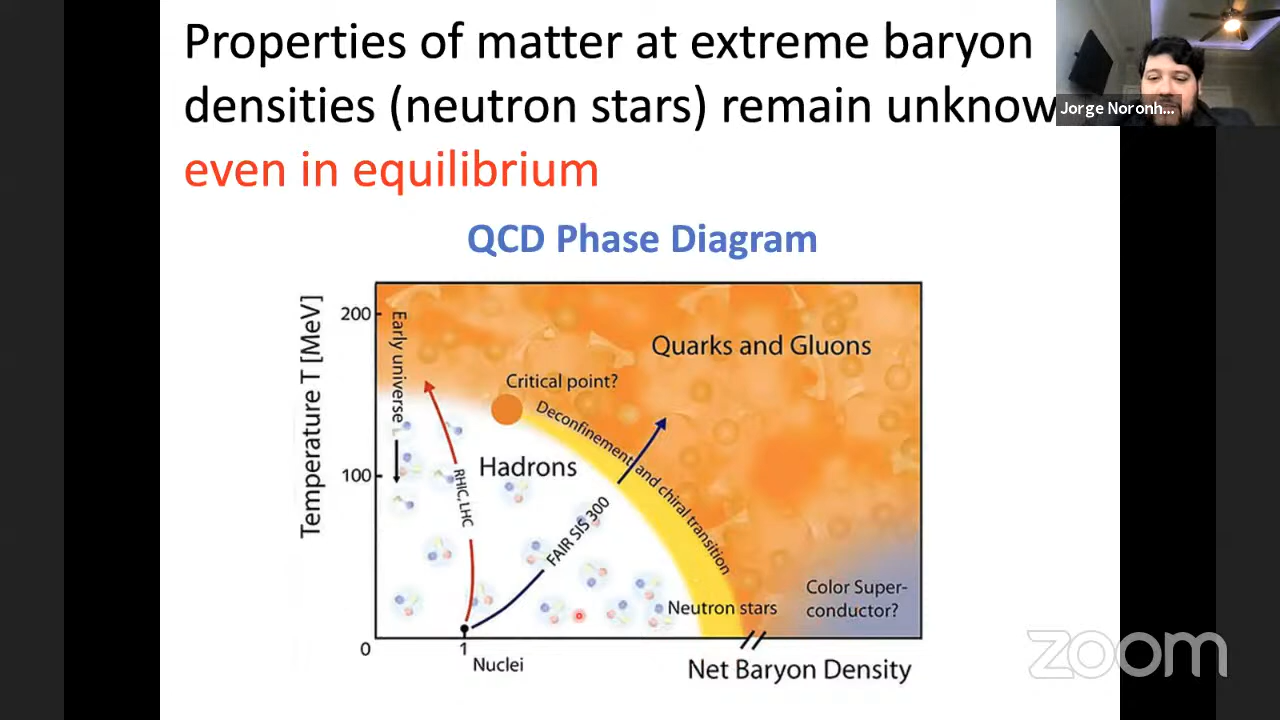 Properties of matter at extreme baryon
densities (neutron stars) remain unknow
even in equilibrium
Jorge Noronh...
QCD Phase Diagram
Temperature T [MeV]
200
100
0
Early universe
Quarks and Gluons
Critical point?
Deconfinement and chiral transition
Hadrons
RHIC, LHC
FAIR SIS 300
Color Super-
conductor?
Neutron stars
1
Nuclei
Net Baryon Density
zoom